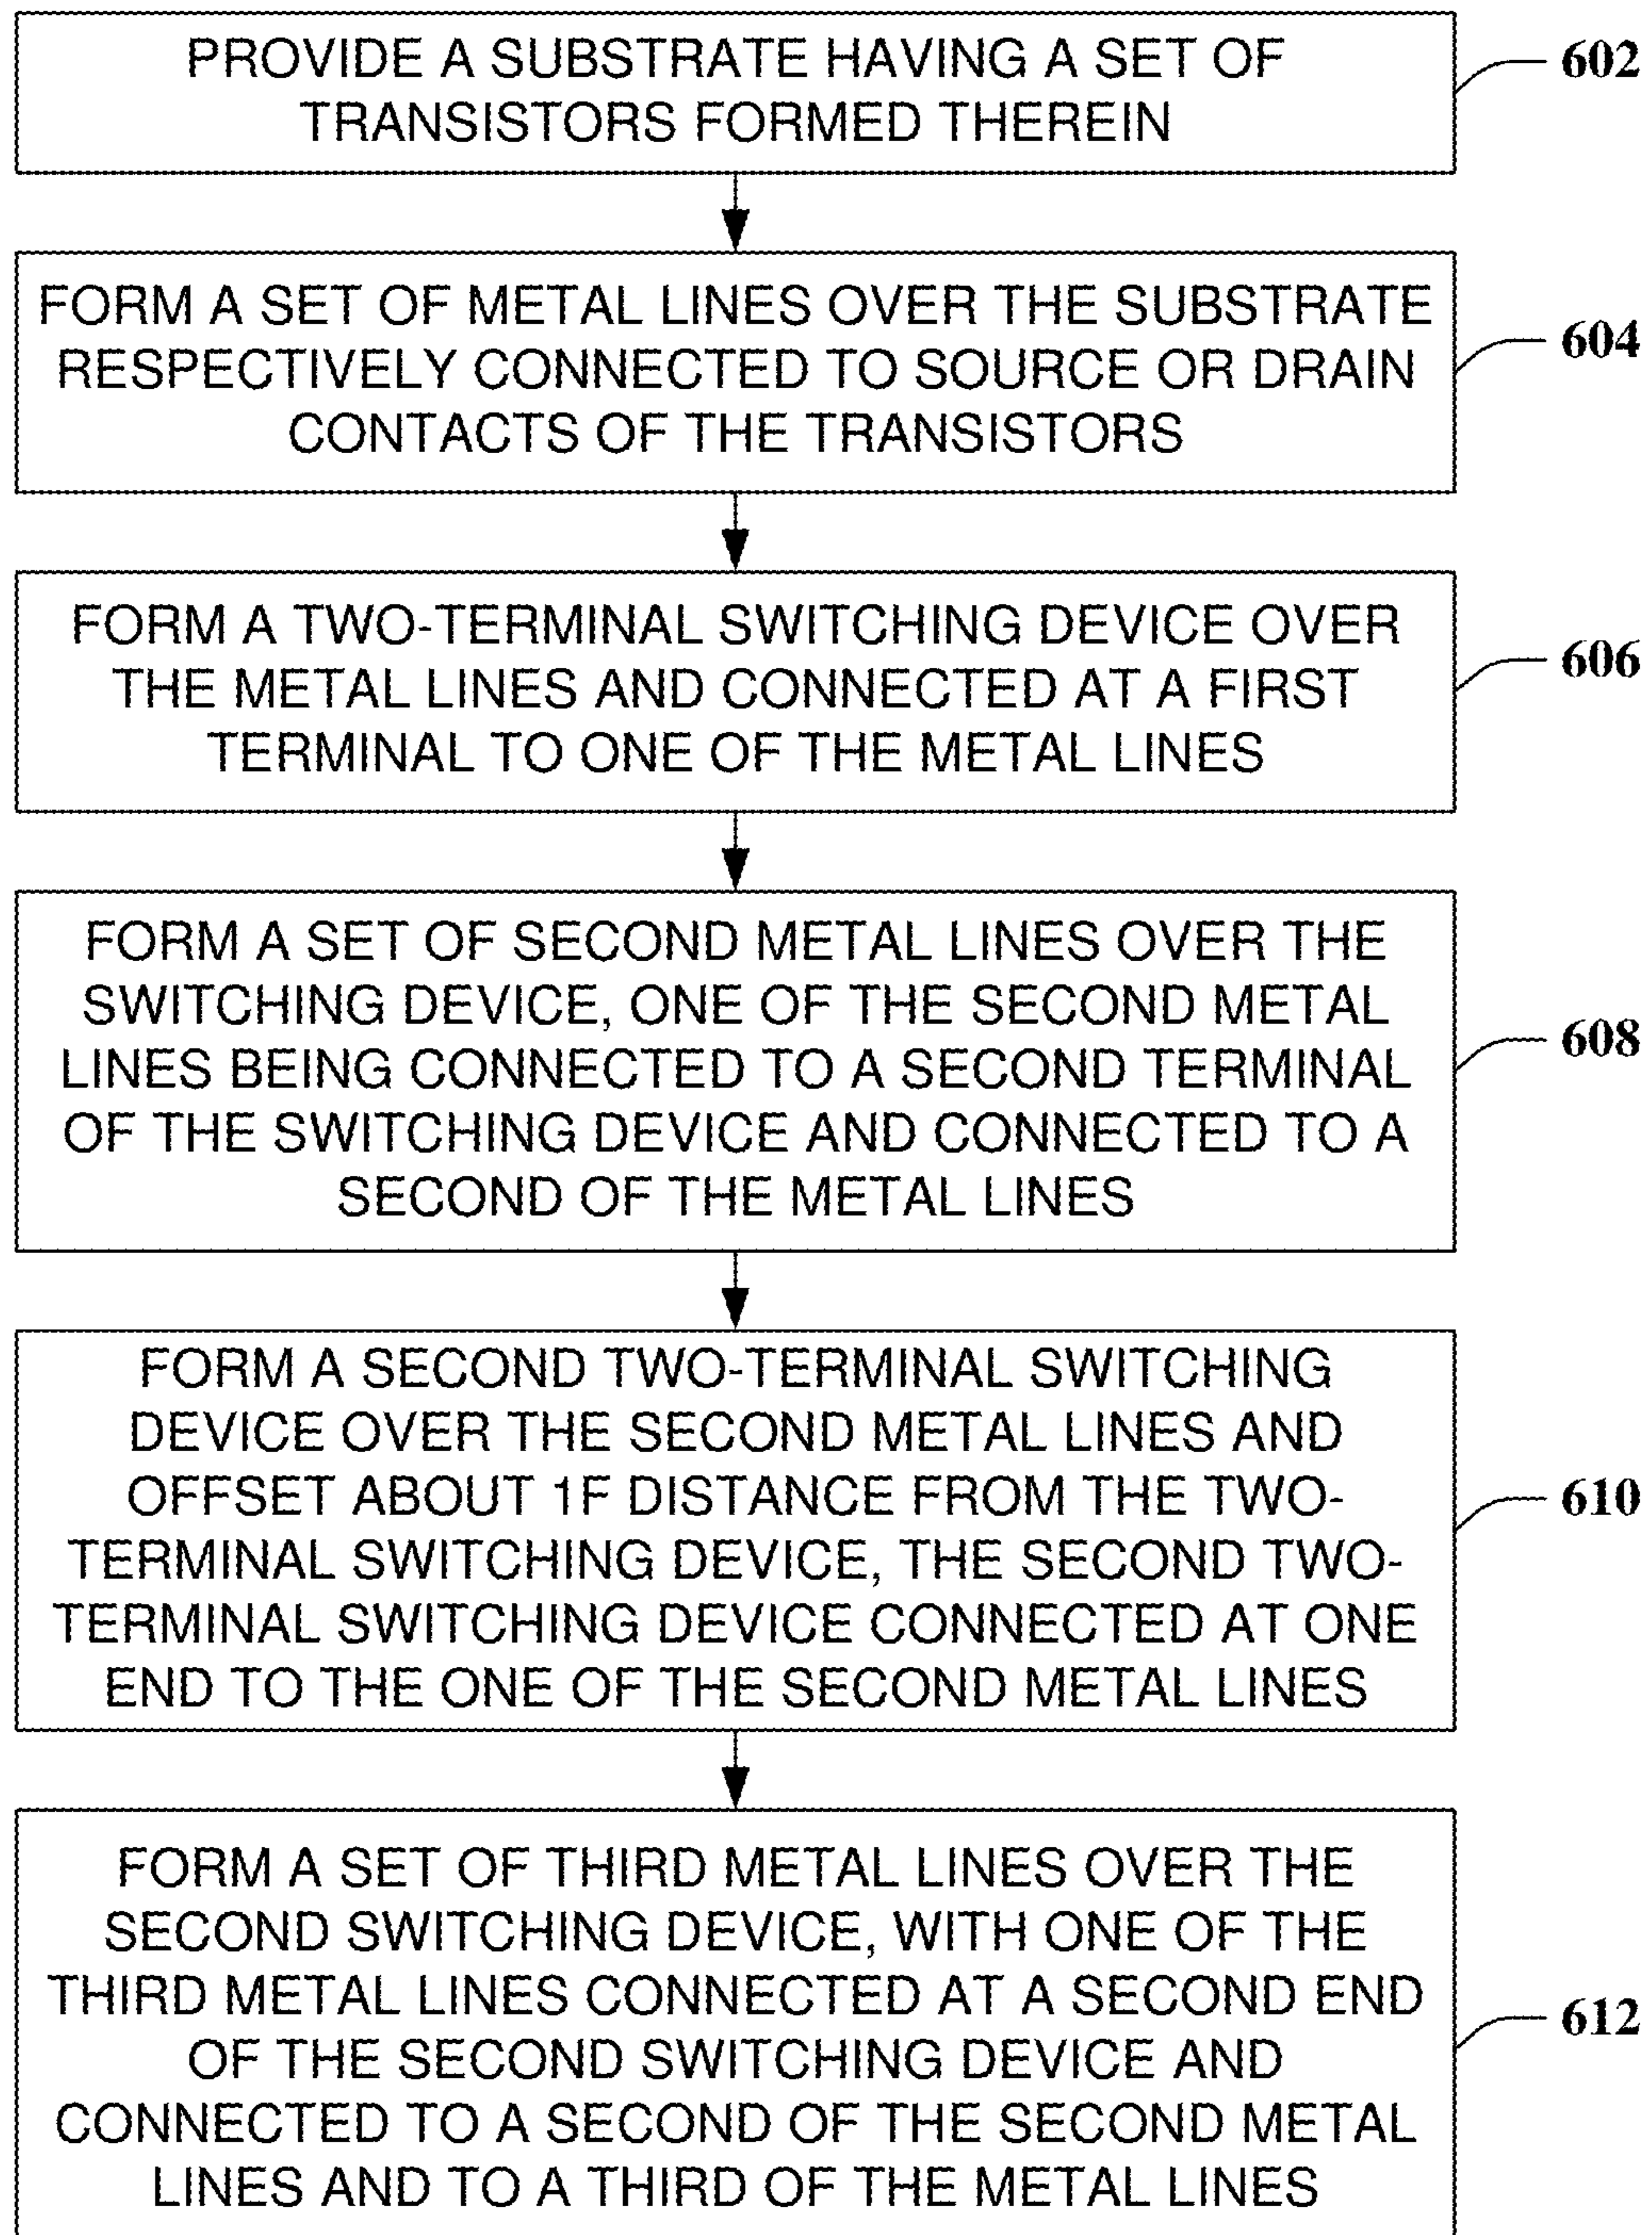 PROVIDE A SUBSTRATE HAVING A SET OF
TRANSISTORS FORMED THEREIN
602
FORM A SET OF METAL LINES OVER THE SUBSTRATE
RESPECTIVELY CONNECTED TO SOURCE OR DRAIN
CONTACTS OF THE TRANSISTORS
604
FORM A TWO-TERMINAL SWITCHING DEVICE OVER
THE METAL LINES AND CONNECTED AT A FIRST
TERMINAL TO ONE OF THE METAL LINES
606
FORM A SET OF SECOND METAL LINES OVER THE
SWITCHING DEVICE, ONE OF THE SECOND METAL
LINES BEING CONNECTED TO A SECOND TERMINAL
OF THE SWITCHING DEVICE AND CONNECTED TO A
SECOND OF THE METAL LINES
608
FORM A SECOND TWO-TERMINAL SWITCHING
DEVICE OVER THE SECOND METAL LINES AND
OFFSET ABOUT 1F DISTANCE FROM THE TWO-
TERMINAL SWITCHING DEVICE, THE SECOND TWO-
TERMINAL SWITCHING DEVICE CONNECTED AT ONE
END TO THE ONE OF THE SECOND METAL LINES
610
FORM A SET OF THIRD METAL LINES OVER THE
SECOND SWITCHING DEVICE, WITH ONE OF THE
THIRD METAL LINES CONNECTED AT A SECOND END
OF THE SECOND SWITCHING DEVICE AND
CONNECTED TO A SECOND OF THE SECOND METAL
LINES AND TO A THIRD OF THE METAL LINES
612